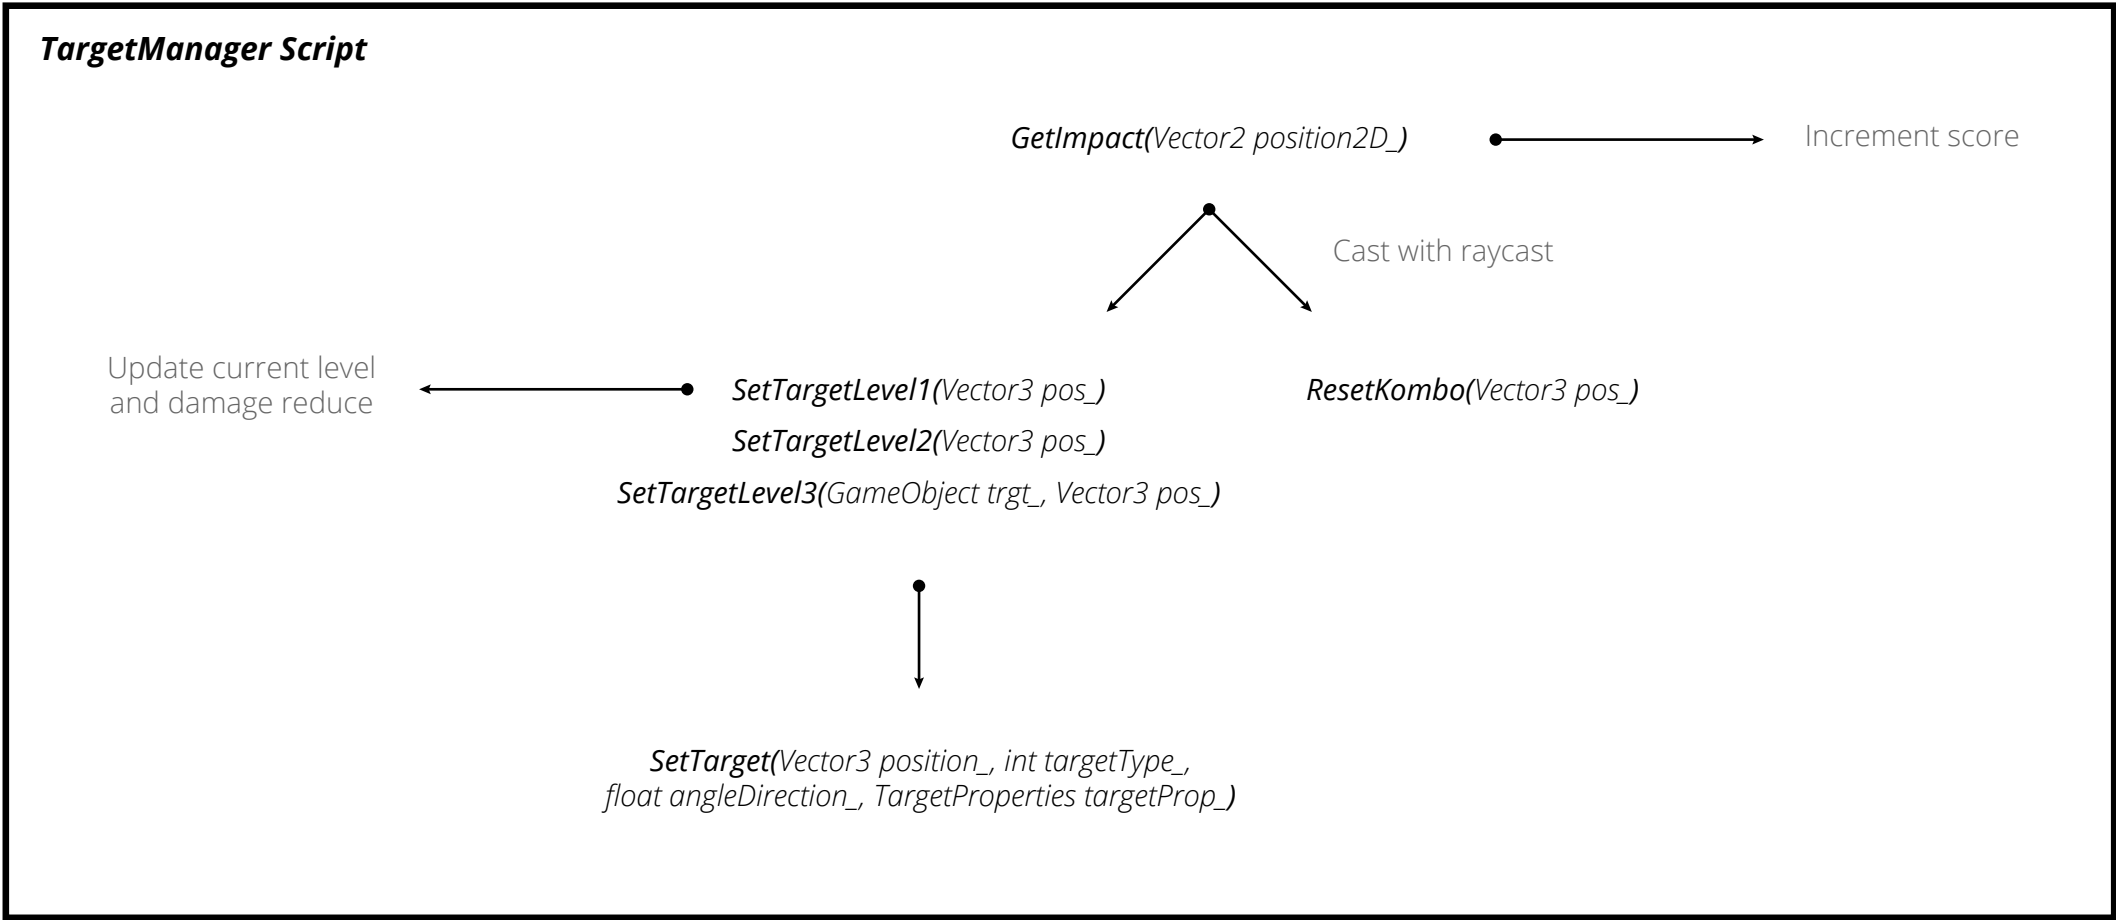 TargetManager Script
GetImpact(Vector2 position2D_)
Increment score
Cast with raycast
Update current level
and damage reduce
SetTargetLevel1(Vector3 pos_)
SetTargetLevel2(Vector3 pos_)
SetTargetLevel3(GameObject trgt_, Vector3 pos_)
ResetKombo(Vector3 pos_)
SetTarget(Vector3 position_, int targetType_,
float angleDirection_, TargetProperties targetProp_)